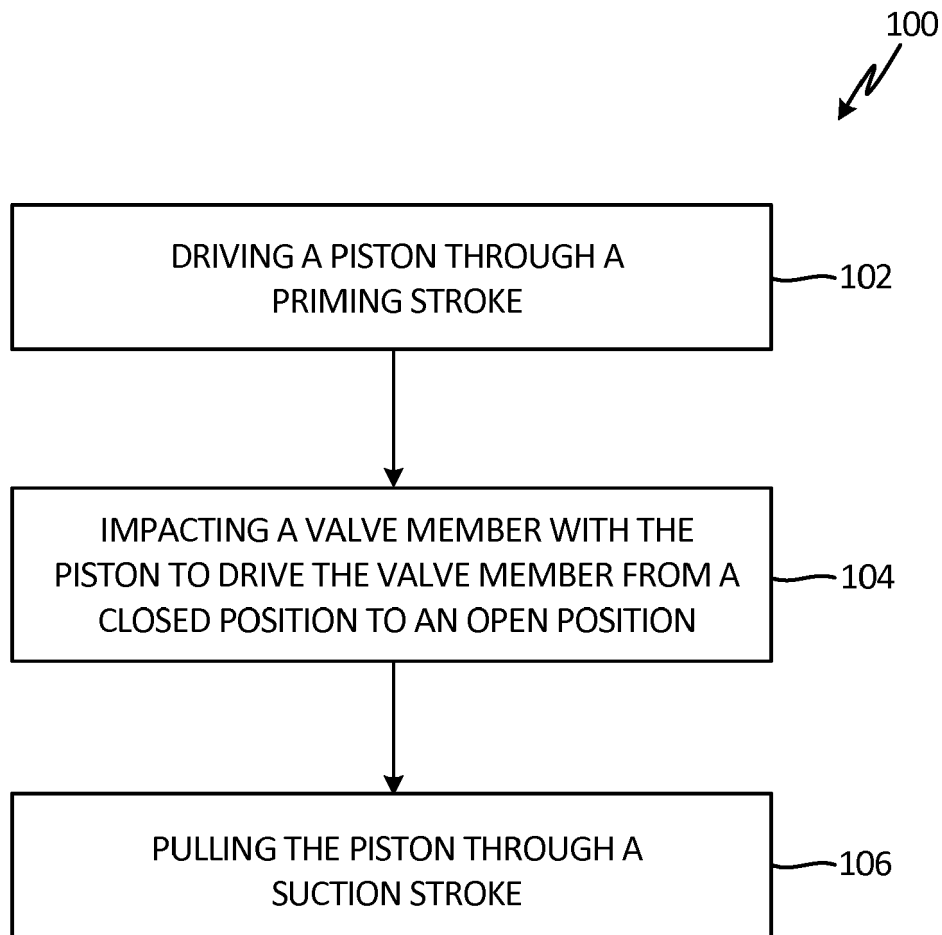 100
DRIVING A PISTON THROUGH A
PRIMING STROKE
102
IMPACTING A VALVE MEMBER WITH THE
PISTON TO DRIVE THE VALVE MEMBER FROM A
CLOSED POSITION TO AN OPEN POSITION
104
PULLING THE PISTON THROUGH A
SUCTION STROKE
106